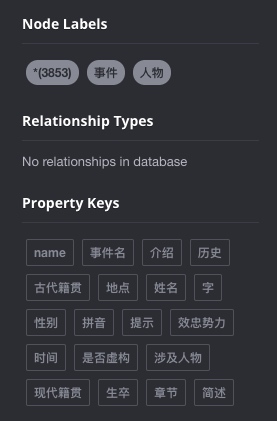 Node Labels
*(3853) 事件 人物
Relationship Types
No relationships in database
Property Keys
name 事件名 介绍 历史
古代籍贯 地点 姓名 字
性别 拼音 提示 效忠势力
时间 是否虚构 涉及人物
现代籍贯 生卒 章节 简述